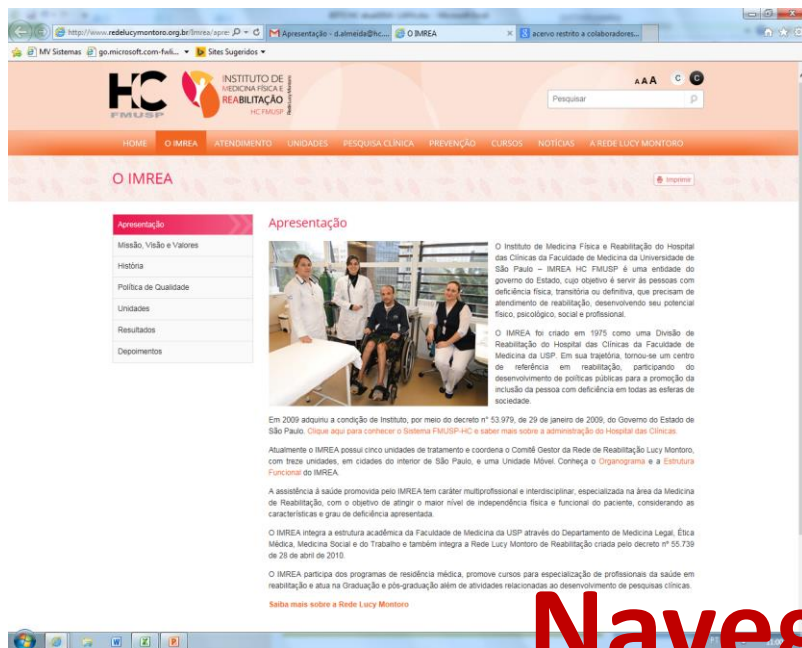 http://www.redelucymontoro.org.br/Imrea/apre
Apresentação - d.almeida@hc....
O IMREA
acervo restrito a colaboradores...
MV Sistemas
go.microsoft.com-fwli...
Sites Sugeridos
HC
FMUSP
INSTITUTO DE
MEDICINA FÍSICA E
REABILITAÇÃO
HC FMUSP
Rede Lucy Montoro
A A A
C C
Pesquisar
HOME O IMREA ATENDIMENTO UNIDADES PESQUISA CLÍNICA PREVENÇÃO CURSOS NOTÍCIAS A REDE LUCY MONTORO
O IMREA
Imprimir
Apresentação
Missão, Visão e Valores
História
Política de Qualidade
Unidades
Resultados
Depoimentos
Apresentação
O Instituto de Medicina Física e Reabilitação do Hospital
das Clínicas da Faculdade de Medicina da Universidade de
São Paulo – IMREA HC FMUSP é uma entidade do
governo do Estado, cujo objetivo é servir às pessoas com
deficiência física, transitória ou definitiva, que precisam de
atendimento de reabilitação, desenvolvendo seu potencial
físico, psicológico, social e profissional.
O IMREA foi criado em 1975 como uma Divisão de
Reabilitação do Hospital das Clínicas da Faculdade de
Medicina da USP. Em sua trajetória, tornou-se um centro
de referência em reabilitação, participando do
desenvolvimento de políticas públicas para a promoção da
inclusão da pessoa com deficiência em todas as esferas de
sociedade.
Em 2009 adquiriu a condição de Instituto, por meio do decreto nº 53.979, de 29 de janeiro de 2009, do Governo do Estado de
São Paulo. Clique aqui para conhecer o Sistema FMUSP-HC e saber mais sobre a administração do Hospital das Clínicas.
Atualmente o IMREA possui cinco unidades de tratamento e coordena o Comitê Gestor da Rede de Reabilitação Lucy Montoro,
com treze unidades, em cidades do interior de São Paulo, e uma Unidade Móvel. Conheça o Organograma e a Estrutura
Funcional do IMREA.
A assistência à saúde promovida pelo IMREA tem caráter multiprofissional e interdisciplinar, especializada na área da Medicina
de Reabilitação, com o objetivo de atingir o maior nível de independência física e funcional do paciente, considerando as
características e grau de deficiência apresentada.
O IMREA integra a estrutura acadêmica da Faculdade de Medicina da USP através do Departamento de Medicina Legal, Ética
Médica, Medicina Social e do Trabalho e também integra a Rede Lucy Montoro de Reabilitação criada pelo decreto nº 55.739
de 28 de abril de 2010.
O IMREA participa dos programas de residência médica, promove cursos para especialização de profissionais da saúde em
reabilitação e atua na Graduação e pós-graduação além de atividades relacionadas ao desenvolvimento de pesquisas clínicas.
Saiba mais sobre a Rede Lucy Montoro
Naveg